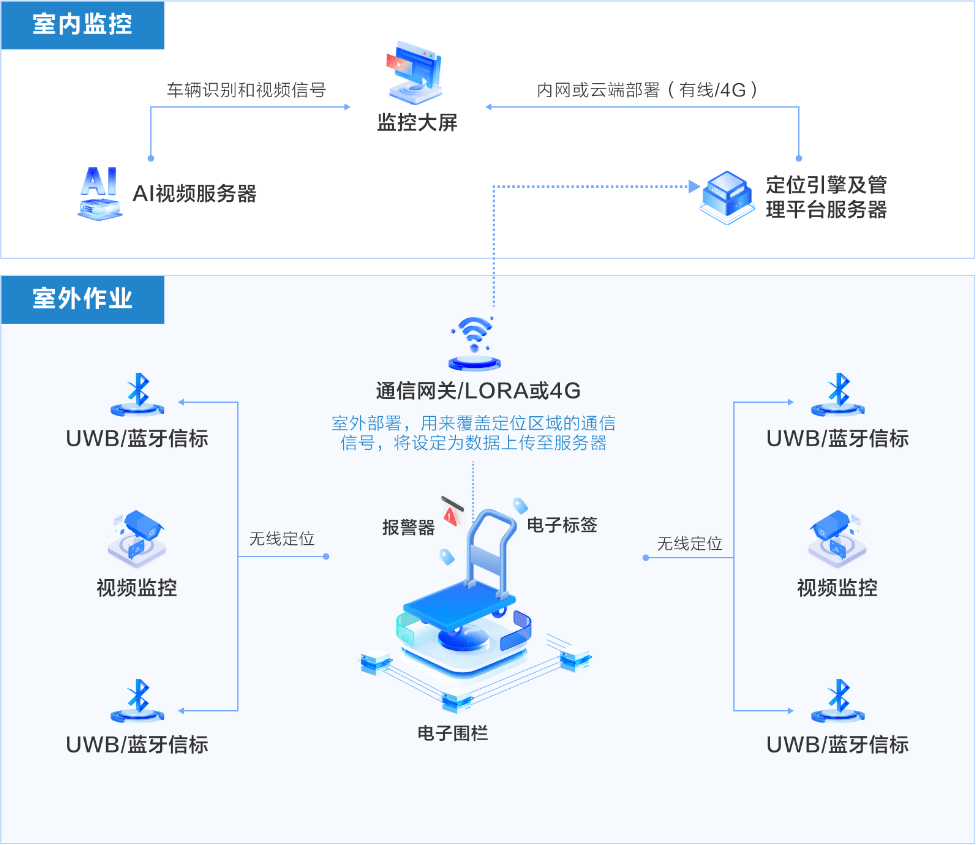 室内监控
车辆识别和视频信号
内网或云端部署（有线/4G）
监控大屏
AI
AI视频服务器
定位引擎及管
理平台服务器
室外作业
通信网关/LORA或4G
室外部署，用来覆盖定位区域的通信
信号，将设定为数据上传至服务器
UWB/蓝牙信标
UWB/蓝牙信标
报警器
电子标签
无线定位
无线定位
视频监控
视频监控
电子围栏
UWB/蓝牙信标
UWB/蓝牙信标